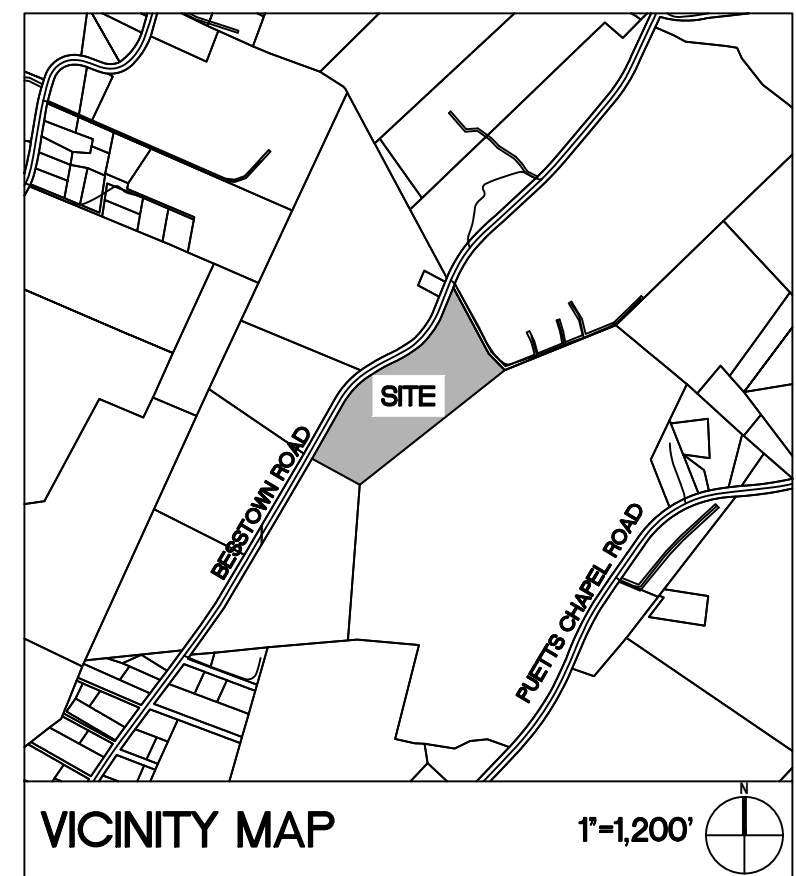 SITE
BESSTOWN ROAD
PUETTS CHAPEL ROAD
VICINITY MAP
1"=1,200'
N